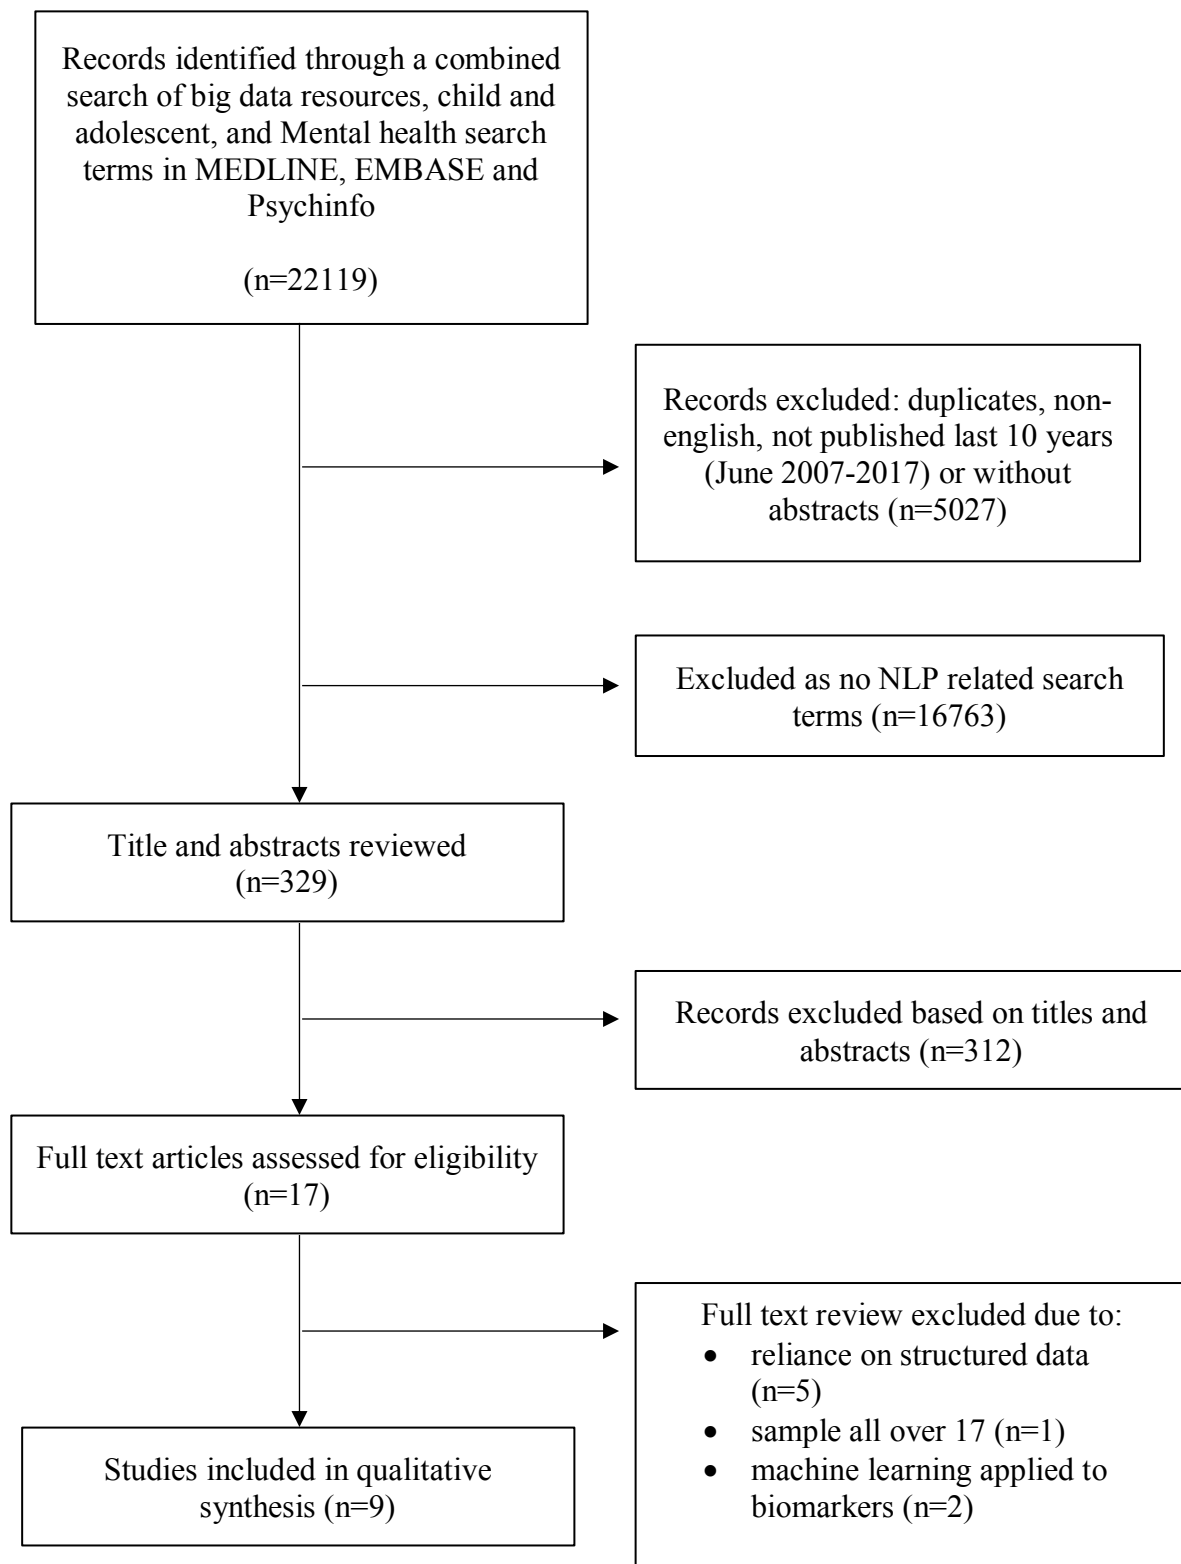 Records identified through a combined
search of big data resources, child and
adolescent, and Mental health search
terms in MEDLINE, EMBASE and
Psychinfo
(n=22119)
Records excluded: duplicates, non-
english, not published last 10 years
(June 2007-2017) or without
abstracts (n=5027)
Excluded as no NLP related search
terms (n=16763)
Title and abstracts reviewed
(n=329)
Records excluded based on titles and
abstracts (n=312)
Full text articles assessed for eligibility
(n=17)
Full text review excluded due to:
• reliance on structured data
(n=5)
• sample all over 17 (n=1)
• machine learning applied to
biomarkers (n=2)
Studies included in qualitative
synthesis (n=9)